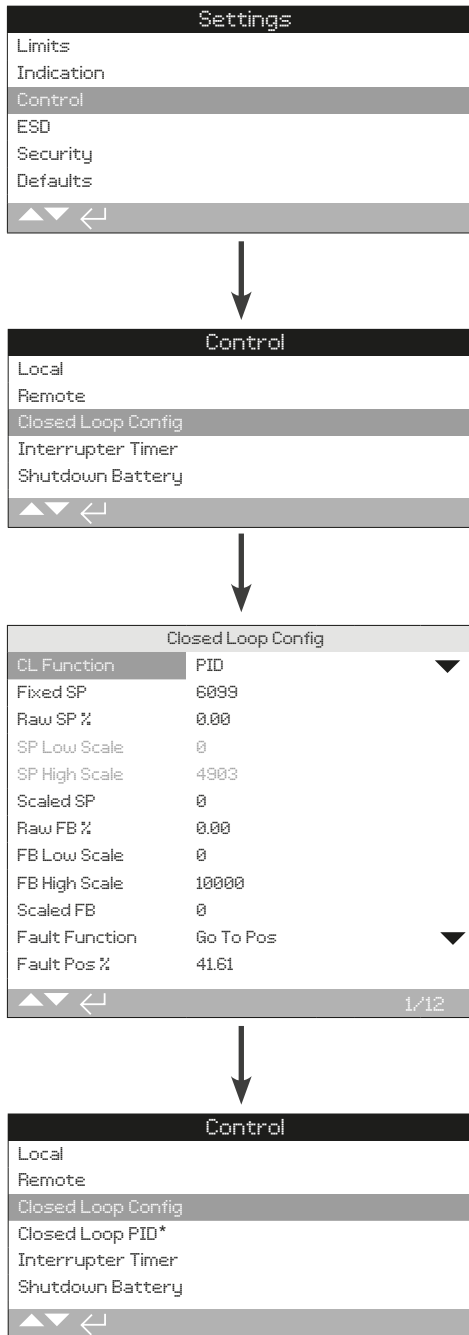 Settings
Limits
Indication
Control
ESD
Security
Defaults
Control
Local
Remote
Closed Loop Config
Interrupter Timer
Shutdown Battery
Closed Loop Config
CL Function PID
Fixed SP 6099
Raw SP % 0.00
SP Low Scale 0
SP High Scale 4903
Scaled SP 0
Raw FB % 0.00
FB Low Scale 0
FB High Scale 10000
Scaled FB 0
Fault Function Go To Pos
Fault Pos % 41.61
1/12
Control
Local
Remote
Closed Loop Config
Closed Loop PID*
Interrupter Timer
Shutdown Battery